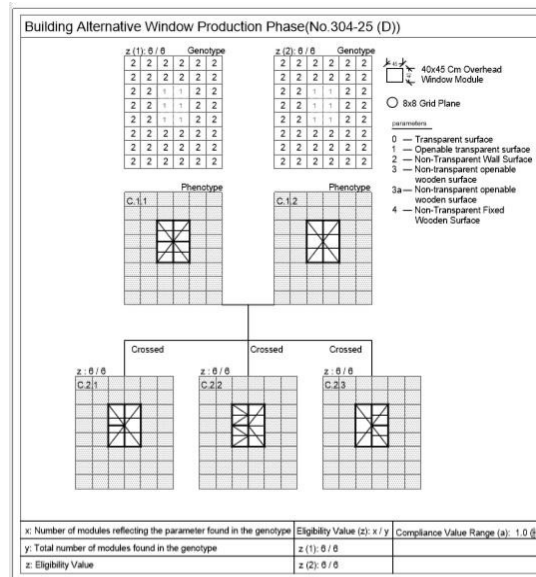 Building Alternative Window Production Phase(No.304-25 (D))
z (1): 6 / 6 Genotype
2 2 2 2 2 2
2 2 2 2 2 2
2 2 1 1 2 2
2 2 1 1 2 2
2 2 1 1 2 2
2 2 2 2 2 2
2 2 2 2 2 2
2 2 2 2 2 2
z (2): 6 / 6 Genotype
2 2 2 2 2 2
2 2 2 2 2 2
2 2 1 1 2 2
2 2 1 1 2 2
2 2 1 1 2 2
2 2 2 2 2 2
2 2 2 2 2 2
2 2 2 2 2 2
40x45 Cm Overhead
Window Module
8x8 Grid Plane
parameters
0 — Transparent surface
1 — Openable transparent surface
2 — Non-Transparent Wall Surface
3 — Non-transparent openable
wooden surface
3a— Non-transparent openable
wooden surface
4 — Non-Transparent Fixed
Wooden Surface
Phenotype
C.1.1
Phenotype
C.1.2
Crossed
Crossed
Crossed
z : 6 / 6
C.2.1
z : 6 / 6
C.2.2
z : 6 / 6
C.2.3
x: Number of modules reflecting the parameter found in the genotype
Eligibility Value (z): x / y
Compliance Value Range (a): 1.0
y: Total number of modules found in the genotype
z (1): 6 / 6
z: Eligibility Value
z (2): 6 / 6